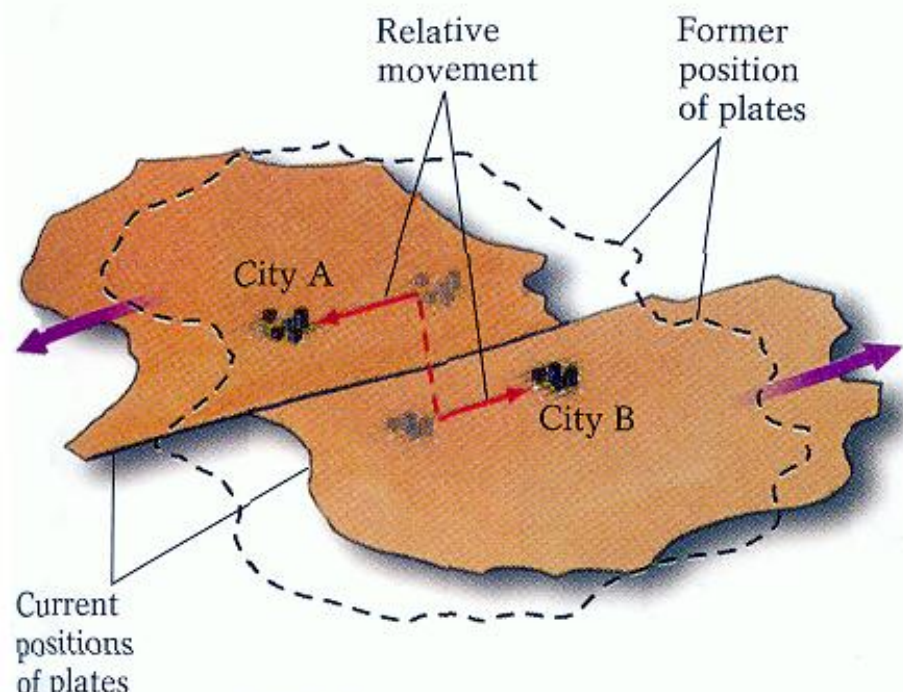 Relative
movement
Former
position
of plates
City A
City B
Current
positions
of plates